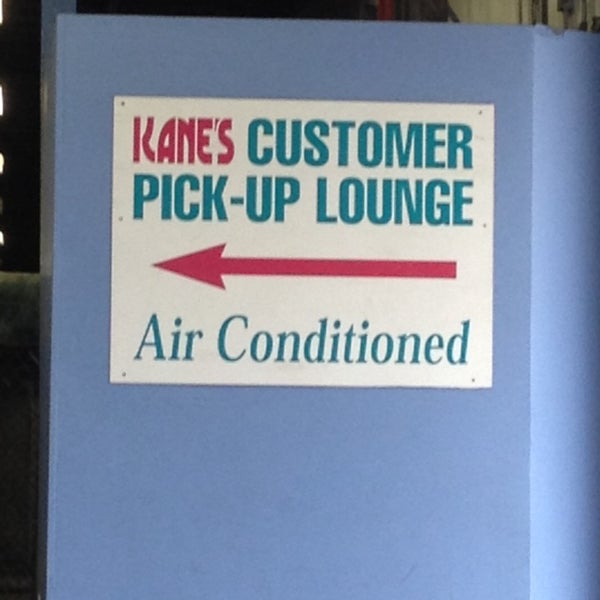 KANE'S CUSTOMER
PICK-UP LOUNGE
Air Conditioned